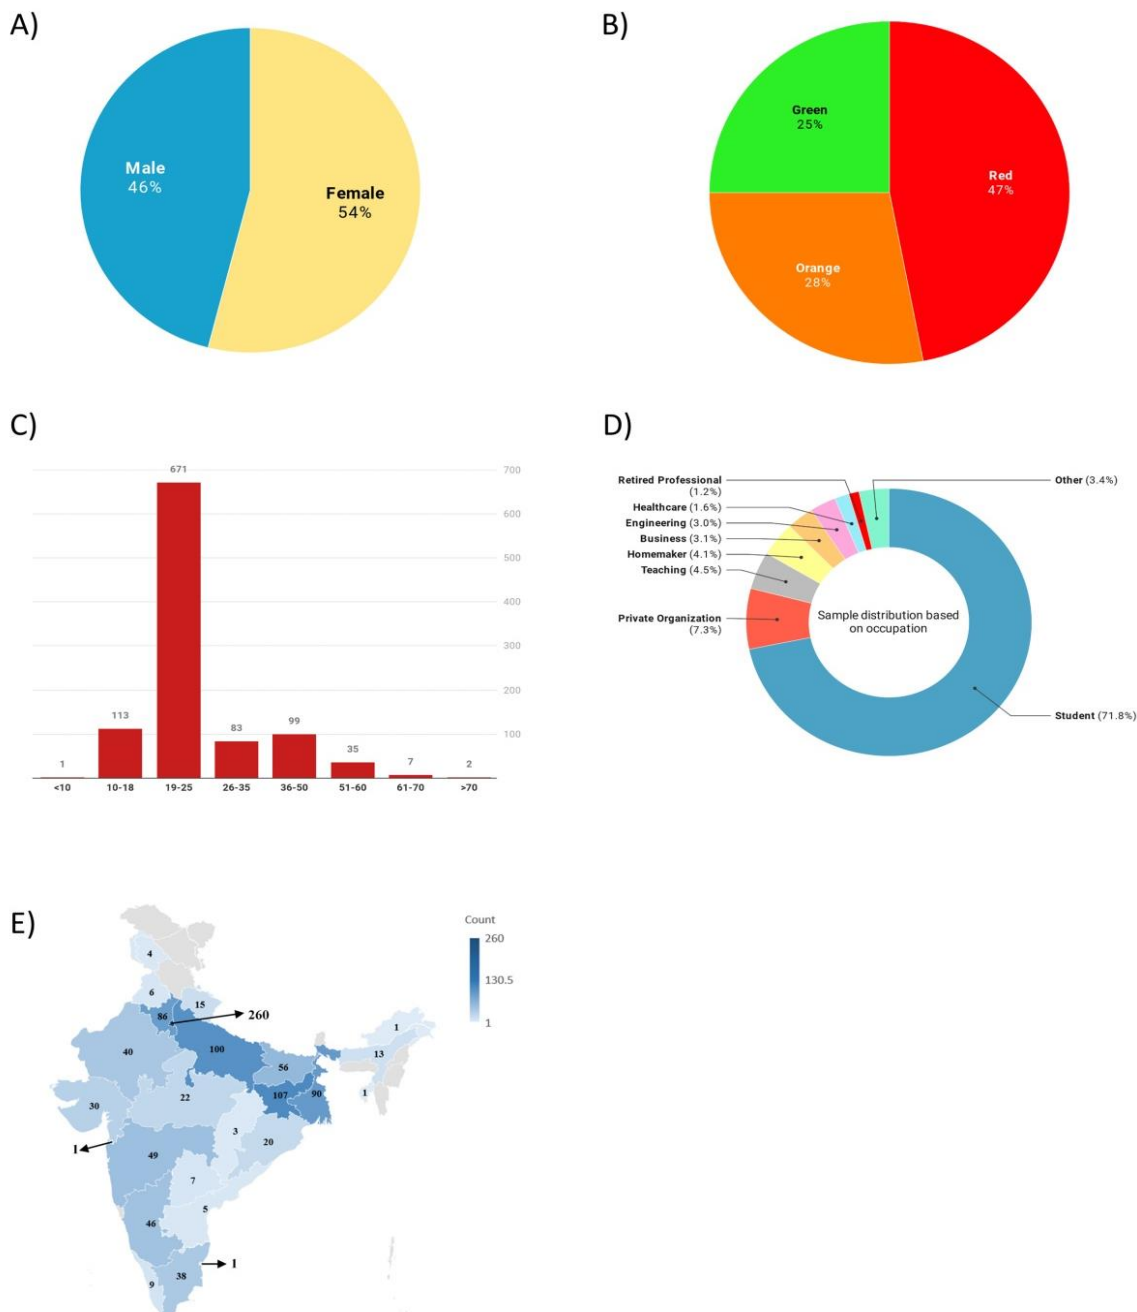 A)
Male
46%
Female
54%
B)
Green
25%
Red
47%
Orange
28%
C)
671
113
83
99
35
7
2
1
700
600
500
400
300
200
100
<10
10-18
19-25
26-35
36-50
51-60
61-70
>70
D)
Retired Professional
(1.2%)
Healthcare (1.6%)
Engineering (3.0%)
Business (3.1%)
Homemaker (4.1%)
Teaching (4.5%)
Private Organization
(7.3%)
Other (3.4%)
Sample distribution based
on occupation
Student (71.8%)
E)
Count
260
130.5
1
4
6
15
86
260
40
100
56
1
13
1
30
22
107
90
1
49
3
20
7
5
46
1
38
9